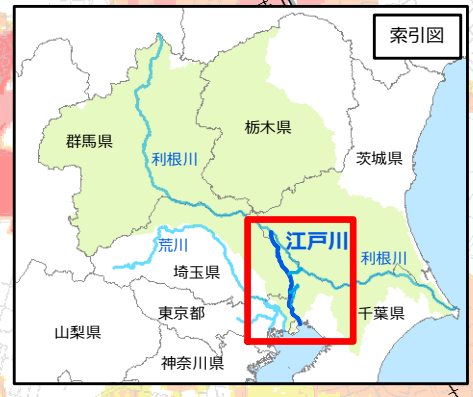 索引図
栃木県
群馬県
利根川
茨城県
江戸川
荒川
利根川
埼玉県
東京都
千葉県
山梨県
神奈川県